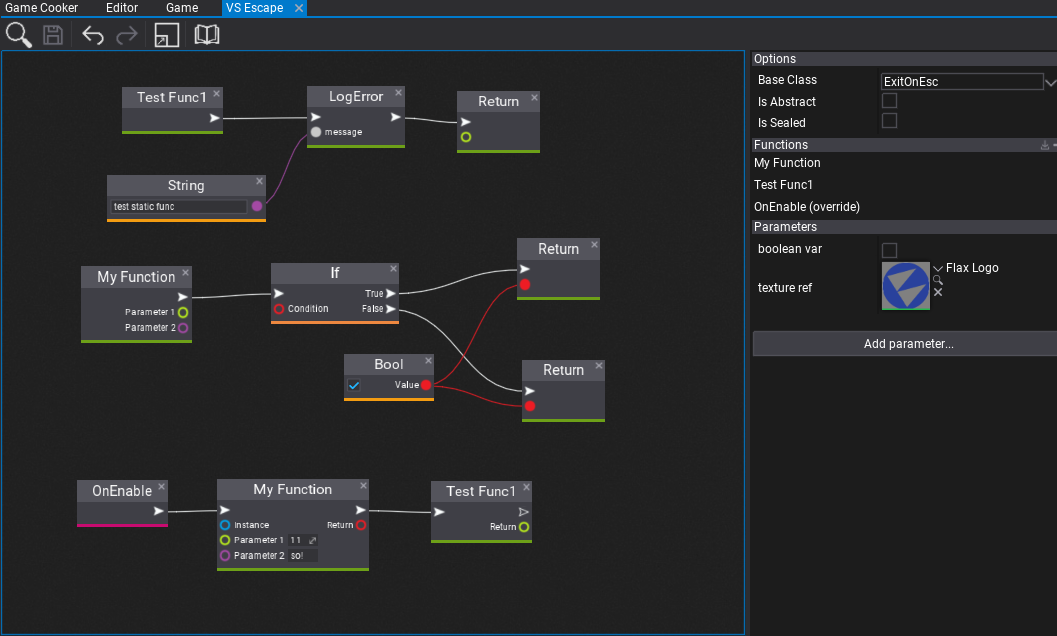 Game Cooker Editor Game VS Escape
Test Func1
LogError
message
Return
String
test static func
My Function
Parameter 1
Parameter 2
If
True
Condition False
Return
Bool
Value
Return
OnEnable
My Function
Instance Return
Parameter 1 11
Parameter 2 so!
Test Func1
Return
Options
Base Class ExitOnEsc
Is Abstract
Is Sealed
Functions
My Function
Test Func1
OnEnable (override)
Parameters
boolean var
texture ref Flax Logo
Add parameter...